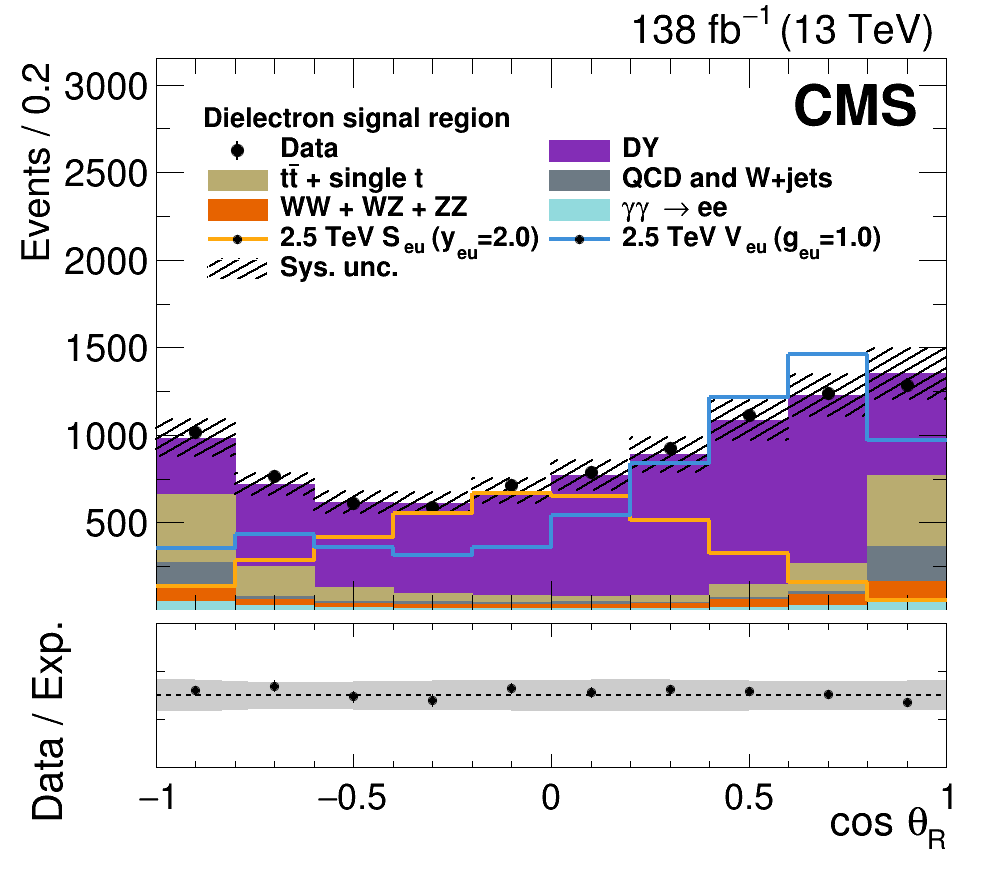 138 fb⁻¹ (13 TeV)
CMS
Events / 0.2
3000
2500
2000
1500
1000
500
Dielectron signal region
Data
DY
tt̄ + single t
QCD and W+jets
WW + WZ + ZZ
γγ → ee
2.5 TeV S_eu (y_eu=2.0)
2.5 TeV V_eu (g_eu=1.0)
Sys. unc.
Data / Exp.
−1 −0.5 0 0.5 1
cos θ_R